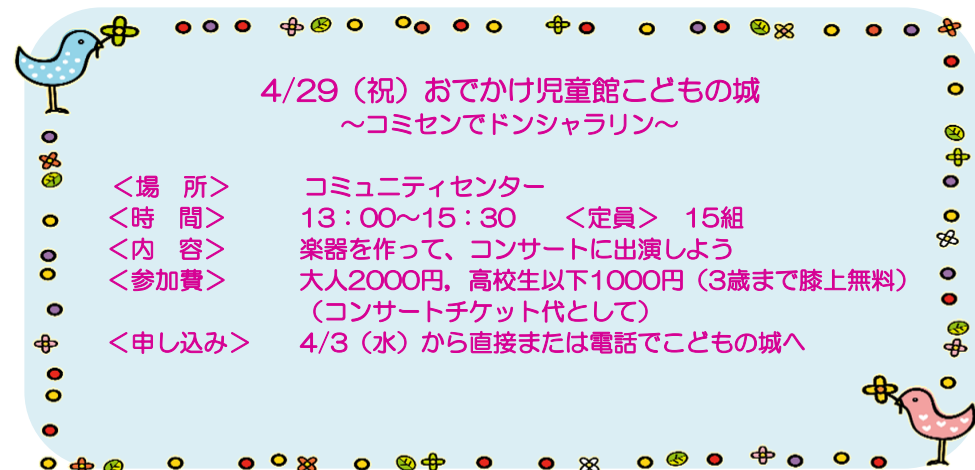 4/29（祝）おでかけ児童館こどもの城
～コミセンでドンシャラリン～
＜場　所＞　コミュニティセンター
＜時　間＞　13：00～15：30　＜定員＞　15組
＜内　容＞　楽器を作って、コンサートに出演しよう
＜参加費＞　大人2000円，高校生以下1000円（3歳まで膝上無料）
（コンサートチケット代として）
＜申し込み＞　4/3（水）から直接または電話でこどもの城へ